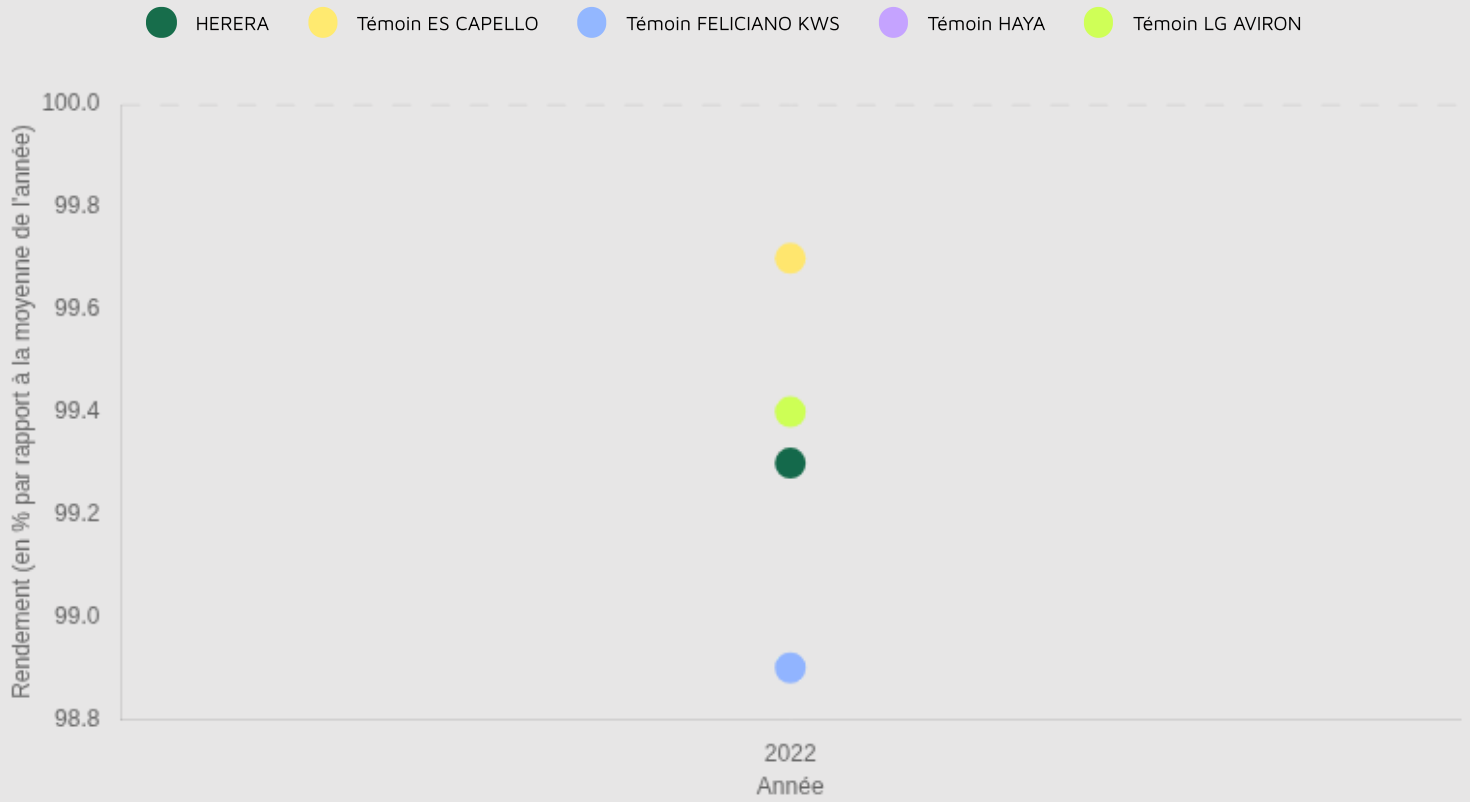 HERERA Témoin ES CAPELLO Témoin FELICIANO KWS Témoin HAYA Témoin LG AVIRON
Rendement (en % par rapport à la moyenne de l'année)
100.0
99.8
99.6
99.4
99.2
99.0
98.8
2022
Année